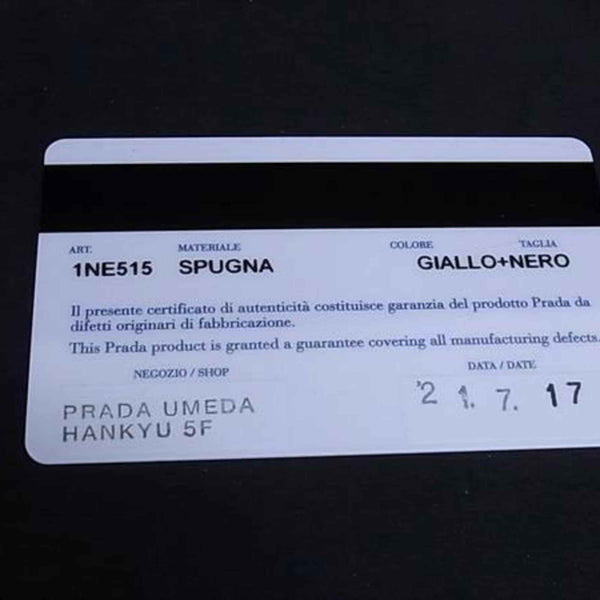 ART. MATERIALE COLORE TAGLIA
1NE515 SPUGNA GIALLO+NERO
Il presente certificato di autenticità costituisce garanzia del prodotto Prada da
difetti originari di fabbricazione.
This Prada product is granted a guarantee covering all manufacturing defects.
NEGOZIO / SHOP DATA / DATE
PRADA UMEDA
HANKYU 5F
'21. 7. 17